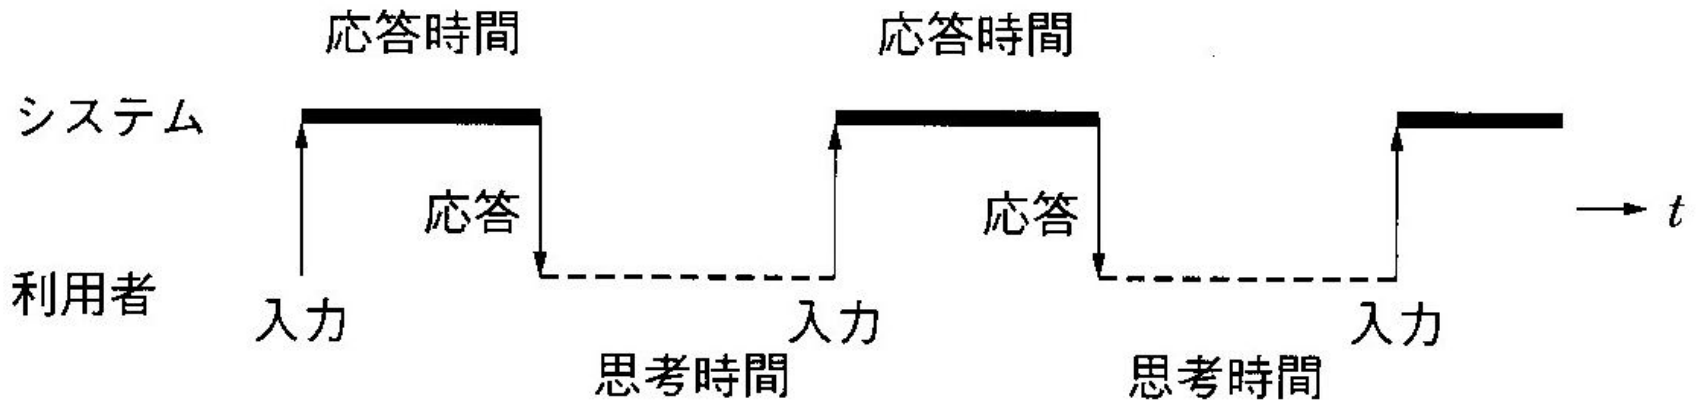 応答時間 応答時間
システム
応答 応答
t
利用者
入力 入力 入力
思考時間 思考時間